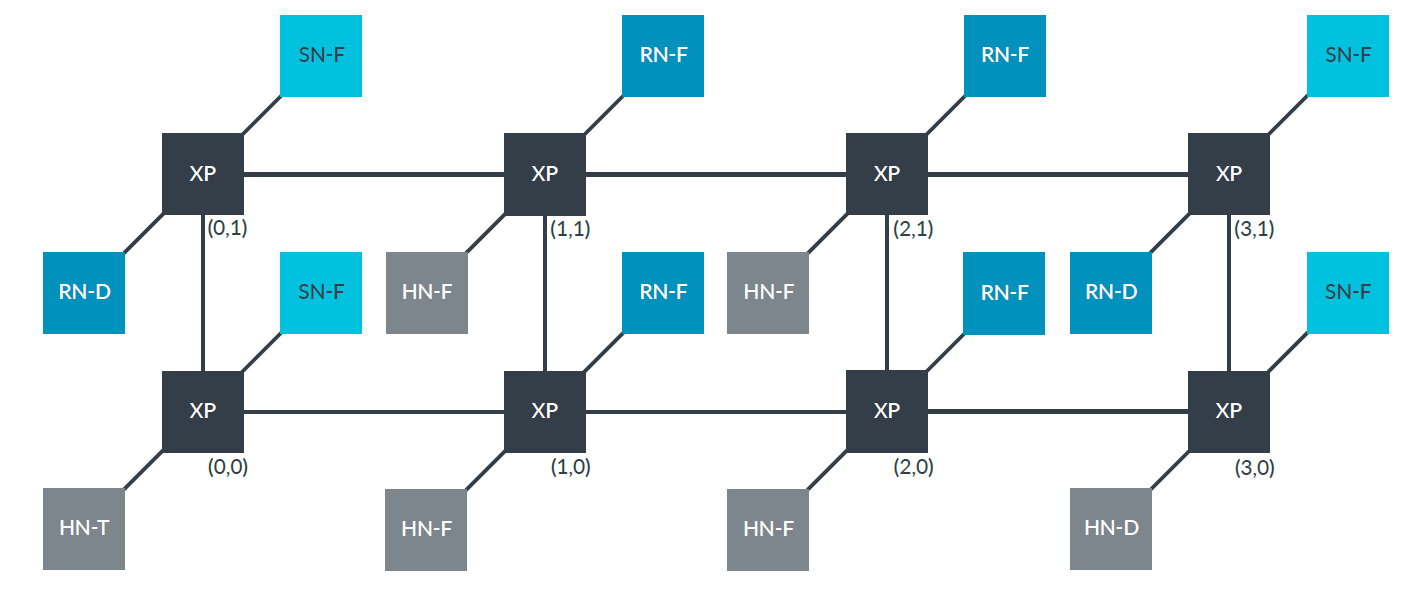 SN-F
RN-F
RN-F
SN-F
XP
XP
XP
XP
(0,1)
(1,1)
(2,1)
(3,1)
RN-D
SN-F
HN-F
RN-F
HN-F
RN-F
RN-D
SN-F
XP
XP
XP
XP
(0,0)
(1,0)
(2,0)
(3,0)
HN-T
HN-F
HN-F
HN-D